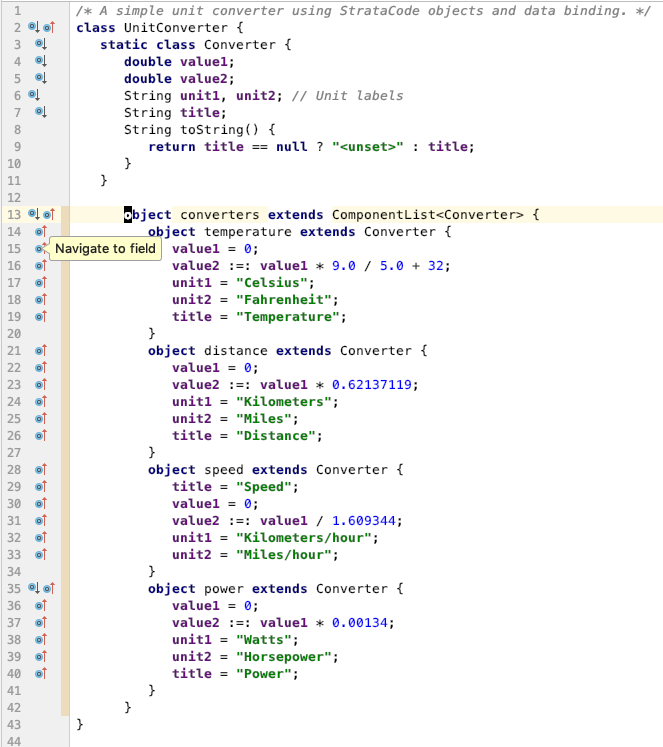 1 /* A simple unit converter using StrataCode objects and data binding. */
2 class UnitConverter {
3 static class Converter {
4 double value1;
5 double value2;
6 String unit1, unit2; // Unit labels
7 String title;
8 String toString() {
9 return title == null ? "<unset>" : title;
10 }
11 }
12
13 object converters extends ComponentList<Converter> {
14 object temperature extends Converter {
15 Navigate to field value1 = 0;
16 value2 :=: value1 * 9.0 / 5.0 + 32;
17 unit1 = "Celsius";
18 unit2 = "Fahrenheit";
19 title = "Temperature";
20 }
21 object distance extends Converter {
22 value1 = 0;
23 value2 :=: value1 * 0.62137119;
24 unit1 = "Kilometers";
25 unit2 = "Miles";
26 title = "Distance";
27 }
28 object speed extends Converter {
29 title = "Speed";
30 value1 = 0;
31 value2 :=: value1 / 1.609344;
32 unit1 = "Kilometers/hour";
33 unit2 = "Miles/hour";
34 }
35 object power extends Converter {
36 value1 = 0;
37 value2 :=: value1 * 0.00134;
38 unit1 = "Watts";
39 unit2 = "Horsepower";
40 title = "Power";
41 }
42 }
43 }
44